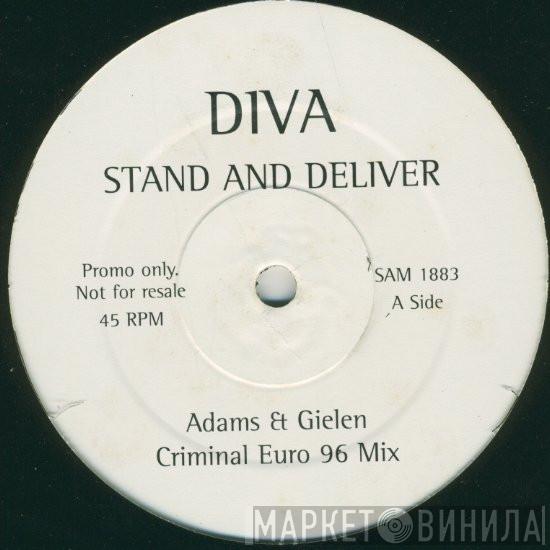 DIVA
STAND AND DELIVER
Promo only.
Not for resale
45 RPM
SAM 1883
A Side
Adams & Gielen
Criminal Euro 96 Mix
МАРКЕТ ВИНИЛА